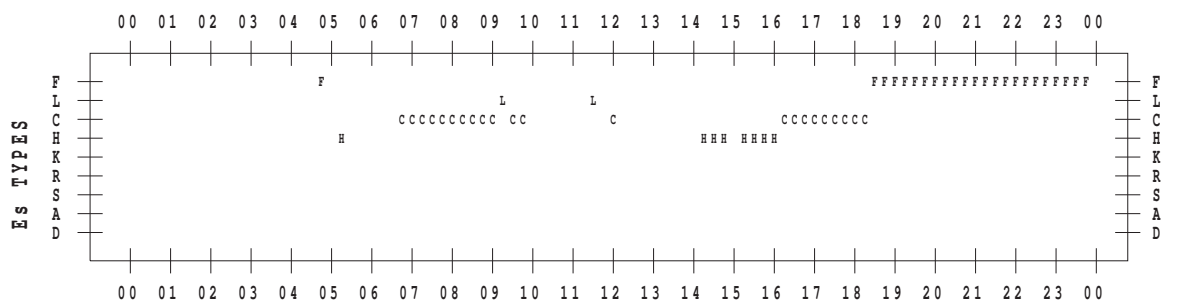 00 01 02 03 04 05 06 07 08 09 10 11 12 13 14 15 16 17 18 19 20 21 22 23 00
F F FFFFFFFFFFFFFFFFFFFFFF F
L L L L
C CCCCCCCCCC CC C CCCCCCCCC C
H H HHH HHHH H
K K
R R
S S
A A
D D
Es TYPES
00 01 02 03 04 05 06 07 08 09 10 11 12 13 14 15 16 17 18 19 20 21 22 23 00